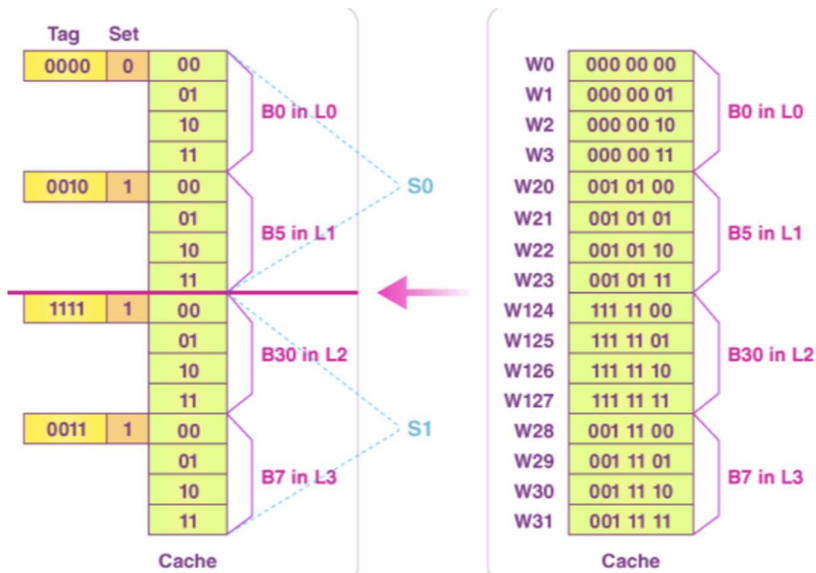 Tag Set
0000 0 00
01
10
11
B0 in L0
0010 1 00
01
10
11
B5 in L1
S0
1111 1 00
01
10
11
B30 in L2
0011 1 00
01
10
11
B7 in L3
S1
Cache
W0 000 00 00
W1 000 00 01
W2 000 00 10
W3 000 00 11
B0 in L0
W20 001 01 00
W21 001 01 01
W22 001 01 10
W23 001 01 11
B5 in L1
W124 111 11 00
W125 111 11 01
W126 111 11 10
W127 111 11 11
B30 in L2
W28 001 11 00
W29 001 11 01
W30 001 11 10
W31 001 11 11
B7 in L3
Cache